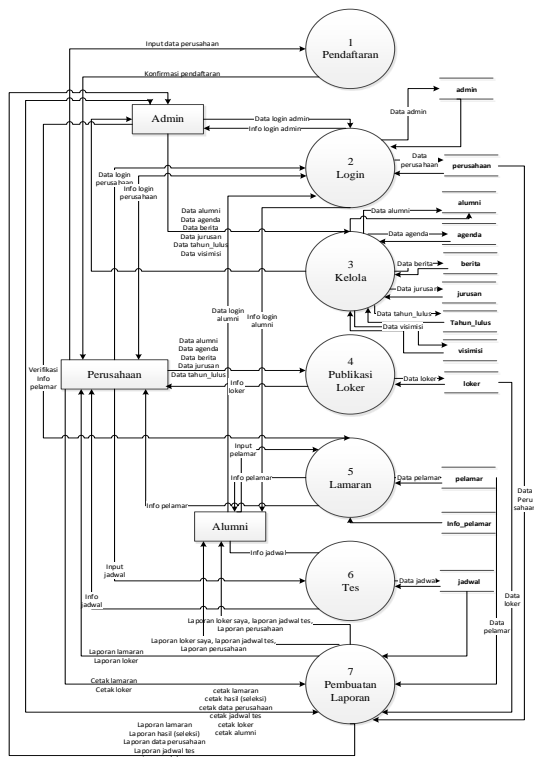 1
Pendaftaran
Input data perusahaan
Konfirmasi pendaftaran
admin
Data admin
Admin
Data login admin
Info login admin
2
Login
Data
perusahaan
perusahaan
Data login
perusahaan
Info login
perusahaan
alumni
Data alumni
Data alumni
Data agenda
Data berita
Data jurusan
Data tahun_lulus
Data visimisi
agenda
Data agenda
3
Kelola
berita
Data berita
jurusan
Data jurusan
Data tahun_lulus
Tahun_lulus
Data visimisi
visimisi
Data login
alumni
Info login
alumni
4
Publikasi
Loker
Data alumni
Data agenda
Data berita
Data jurusan
Data tahun_lulus
Verifikasi
Info
pelamar
Perusahaan
Info
loker
Data loker
loker
Input
pelamar
5
Lamaran
Info pelamar
Data pelamar
pelamar
Data
Peru
sahaan
Info pelamar
Info_pelamar
Alumni
Info jadwal
Input
jadwal
6
Tes
Data jadwal
jadwal
Info
jadwal
Data
loker
Laporan loker saya, laporan jadwal tes,
Laporan perusahaan
Data
pelamar
Laporan loker saya, laporan jadwal tes,
Laporan perusahaan
Laporan lamaran
Laporan loker
7
Pembuatan
Laporan
Cetak lamaran
Cetak loker
cetak lamaran
cetak hasil (seleksi)
cetak data perusahaan
cetak jadwal tes
cetak loker
cetak alumni
Laporan lamaran
Laporan hasil (seleksi)
Laporan data perusahaan
Laporan jadwal tes